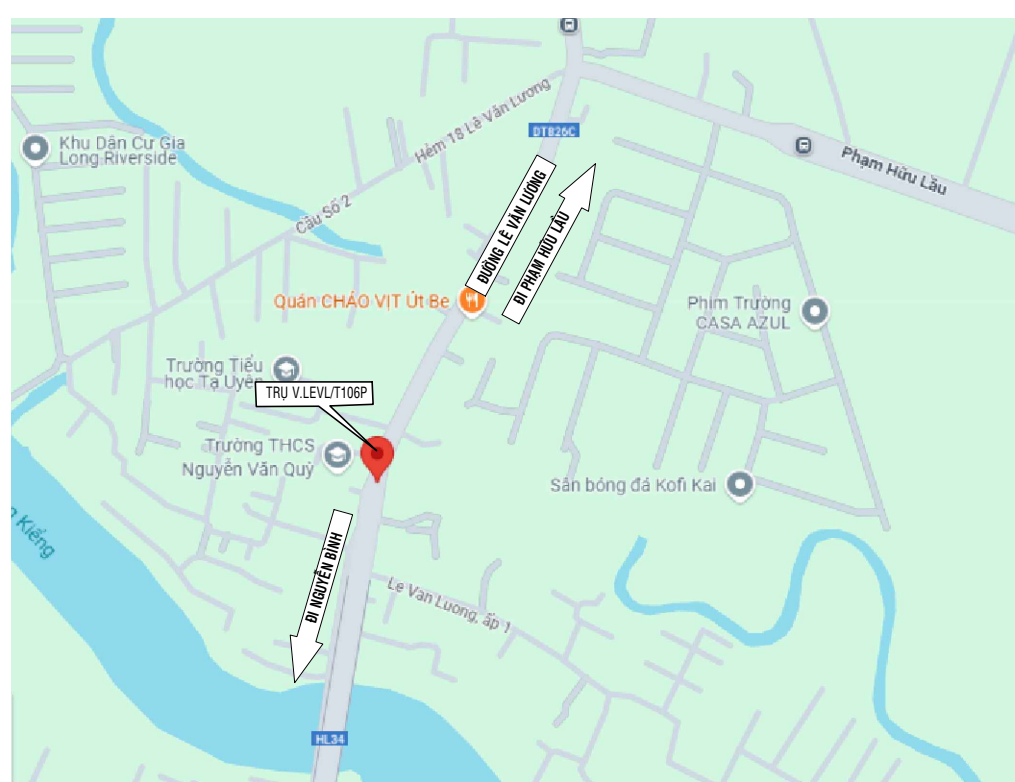 DT826C
Hẻm 18 Lê Văn Lương
Phạm Hữu Lầu
Khu Dân Cư Gia
Long Riverside
Cầu Số 2
ĐƯỜNG LÊ VĂN LƯƠNG
ĐI PHẠM HỮU LẦU
Quán CHÁO VỊT Út Be
Phim Trường
CASA AZUL
Trường Tiểu
học Tạ Uyên
TRỤ V.LEVL/T106P
Trường THCS
Nguyễn Văn Quỳ
Sân bóng đá Kofi Kai
Kiểng
ĐI NGUYỄN BÌNH
Le Van Luong, ấp 1
HL34